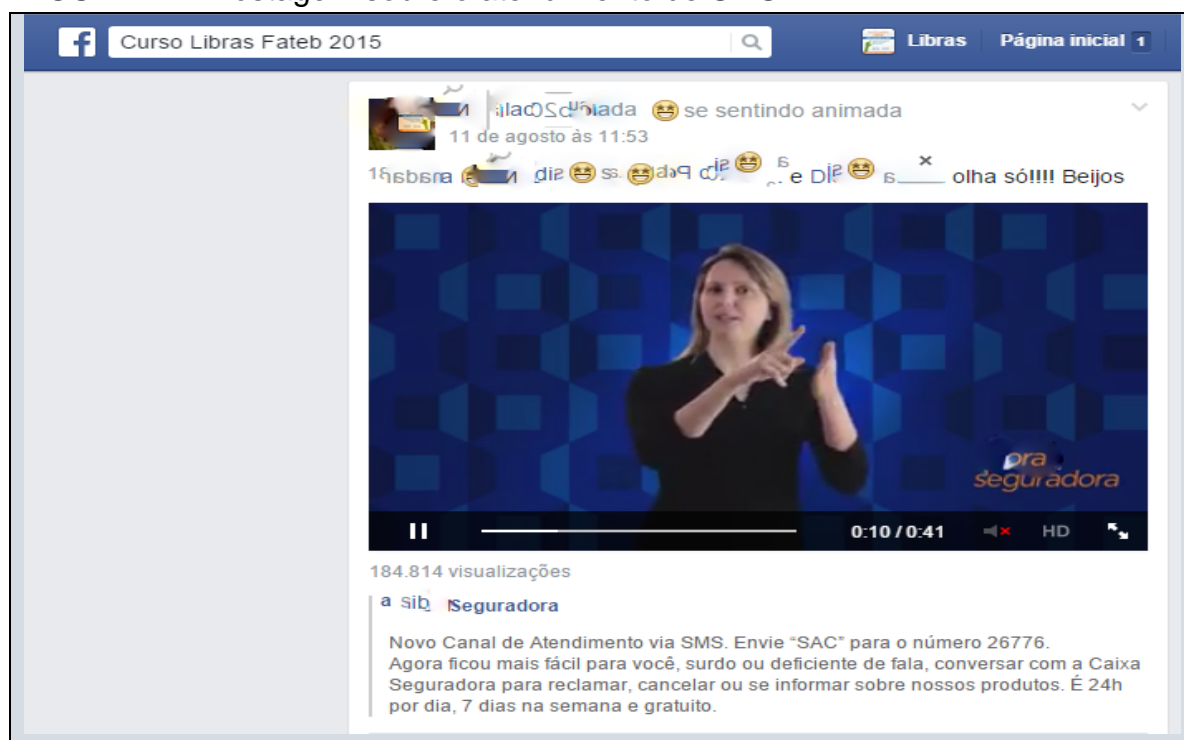 Curso Libras Fateb 2015
Libras Página inicial 1
se sentindo animada
11 de agosto às 11:53
e olha só!!!! Beijos
seguradora
0:10 / 0:41 HD
184.814 visualizações
Seguradora
Novo Canal de Atendimento via SMS. Envie “SAC” para o número 26776.
Agora ficou mais fácil para você, surdo ou deficiente de fala, conversar com a Caixa
Seguradora para reclamar, cancelar ou se informar sobre nossos produtos. É 24h
por dia, 7 dias na semana e gratuito.